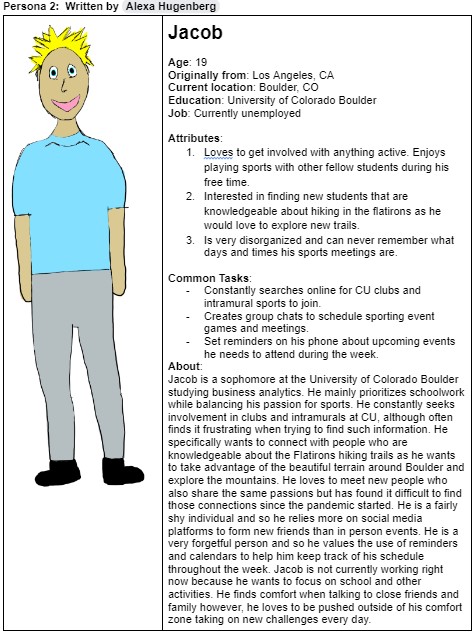 Persona 2: Written by Alexa Hugenberg
Jacob
Age: 19
Originally from: Los Angeles, CA
Current location: Boulder, CO
Education: University of Colorado Boulder
Job: Currently unemployed
Attributes:
1. Loves to get involved with anything active. Enjoys
playing sports with other fellow students during his
free time.
2. Interested in finding new students that are
knowledgeable about hiking in the flatirons as he
would love to explore new trails.
3. Is very disorganized and can never remember what
days and times his sports meetings are.
Common Tasks:
- Constantly searches online for CU clubs and
intramural sports to join.
- Creates group chats to schedule sporting event
games and meetings.
- Set reminders on his phone about upcoming events
he needs to attend during the week.
About:
Jacob is a sophomore at the University of Colorado Boulder
studying business analytics. He mainly prioritizes schoolwork
while balancing his passion for sports. He constantly seeks
involvement in clubs and intramurals at CU, although often
finds it frustrating when trying to find such information. He
specifically wants to connect with people who are
knowledgeable about the Flatirons hiking trails as he wants
to take advantage of the beautiful terrain around Boulder and
explore the mountains. He loves to meet new people who
also share the same passions but has found it difficult to find
those connections since the pandemic started. He is a fairly
shy individual and so he relies more on social media
platforms to form new friends than in person events. He is a
very forgetful person and so he values the use of reminders
and calendars to help him keep track of his schedule
throughout the week. Jacob is not currently working right
now because he wants to focus on school and other
activities. He finds comfort when talking to close friends and
family however, he loves to be pushed outside of his comfort
zone taking on new challenges every day.